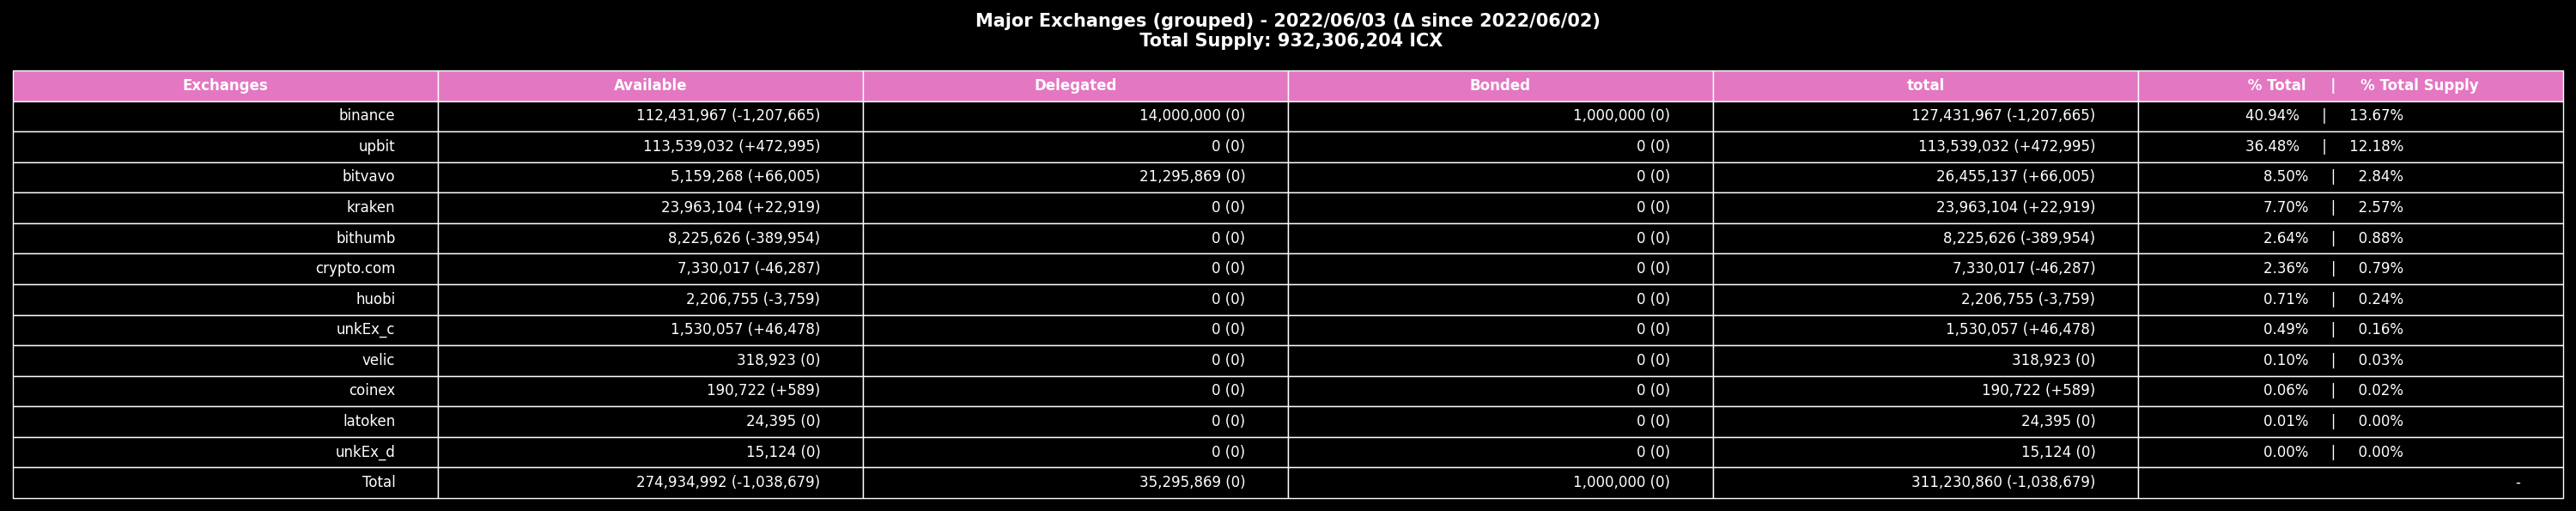 Major Exchanges (grouped) - 2022/06/03 (Δ since 2022/06/02)
Total Supply: 932,306,204 ICX
Exchanges Available Delegated Bonded total % Total | % Total Supply
binance 112,431,967 (-1,207,665) 14,000,000 (0) 1,000,000 (0) 127,431,967 (-1,207,665) 40.94% | 13.67%
upbit 113,539,032 (+472,995) 0 (0) 0 (0) 113,539,032 (+472,995) 36.48% | 12.18%
bitvavo 5,159,268 (+66,005) 21,295,869 (0) 0 (0) 26,455,137 (+66,005) 8.50% | 2.84%
kraken 23,963,104 (+22,919) 0 (0) 0 (0) 23,963,104 (+22,919) 7.70% | 2.57%
bithumb 8,225,626 (-389,954) 0 (0) 0 (0) 8,225,626 (-389,954) 2.64% | 0.88%
crypto.com 7,330,017 (-46,287) 0 (0) 0 (0) 7,330,017 (-46,287) 2.36% | 0.79%
huobi 2,206,755 (-3,759) 0 (0) 0 (0) 2,206,755 (-3,759) 0.71% | 0.24%
unkEx_c 1,530,057 (+46,478) 0 (0) 0 (0) 1,530,057 (+46,478) 0.49% | 0.16%
velic 318,923 (0) 0 (0) 0 (0) 318,923 (0) 0.10% | 0.03%
coinex 190,722 (+589) 0 (0) 0 (0) 190,722 (+589) 0.06% | 0.02%
latoken 24,395 (0) 0 (0) 0 (0) 24,395 (0) 0.01% | 0.00%
unkEx_d 15,124 (0) 0 (0) 0 (0) 15,124 (0) 0.00% | 0.00%
Total 274,934,992 (-1,038,679) 35,295,869 (0) 1,000,000 (0) 311,230,860 (-1,038,679) -